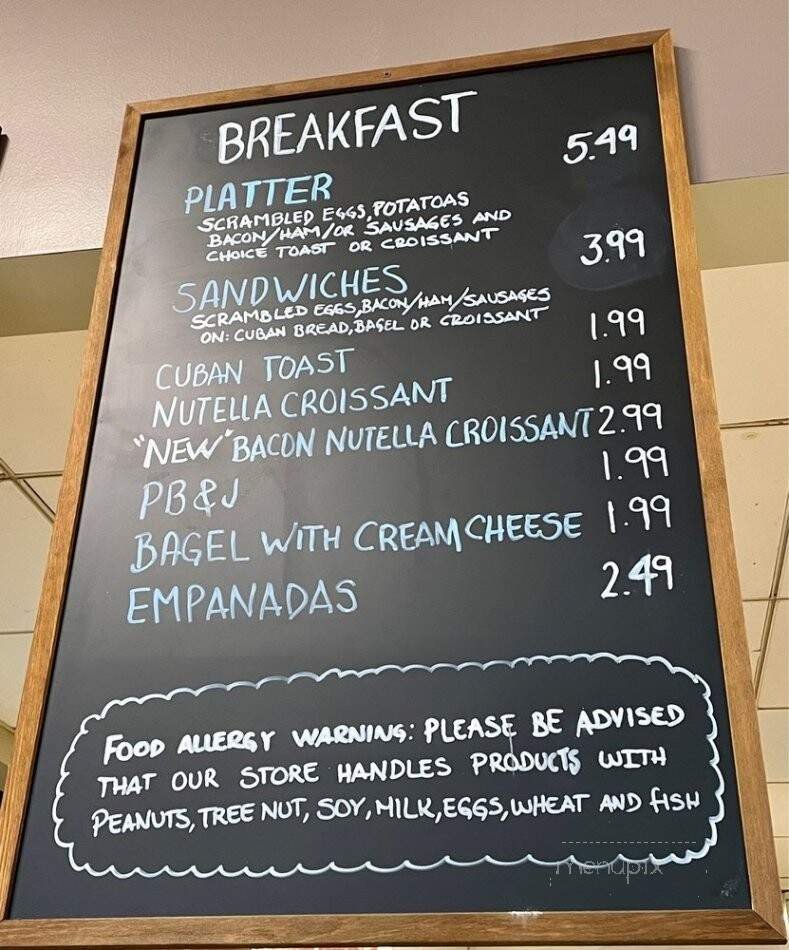 BREAKFAST
PLATTER 5.49
SCRAMBLED EGGS, POTATOAS
BACON/HAM/OR SAUSAGES AND
CHOICE TOAST OR CROISSANT
SANDWICHES 3.99
SCRAMBLED EGGS, BACON/HAM/SAUSAGES
ON: CUBAN BREAD, BAGEL OR CROISSANT
CUBAN TOAST 1.99
NUTELLA CROISSANT 1.99
"NEW" BACON NUTELLA CROISSANT 2.99
PB&J 1.99
BAGEL WITH CREAM CHEESE 1.99
EMPANADAS 2.49
FOOD ALLERGY WARNING: PLEASE BE ADVISED
THAT OUR STORE HANDLES PRODUCTS WITH
PEANUTS, TREE NUT, SOY, MILK, EGGS, WHEAT AND FISH
menupix